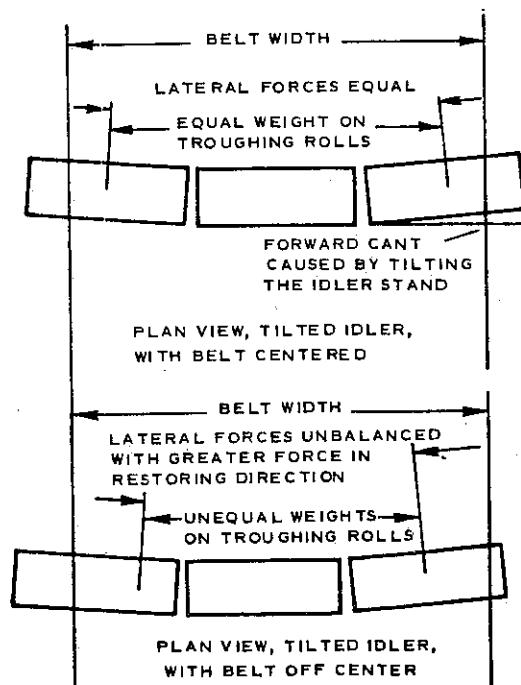 BELT WIDTH
LATERAL FORCES EQUAL
EQUAL WEIGHT ON
TROUGHING ROLLS
FORWARD CANT
CAUSED BY TILTING
THE IDLER STAND
PLAN VIEW, TILTED IDLER,
WITH BELT CENTERED
BELT WIDTH
LATERAL FORCES UNBALANCED
WITH GREATER FORCE IN
RESTORING DIRECTION
UNEQUAL WEIGHTS
ON TROUGHING ROLLS
PLAN VIEW, TILTED IDLER,
WITH BELT OFF CENTER